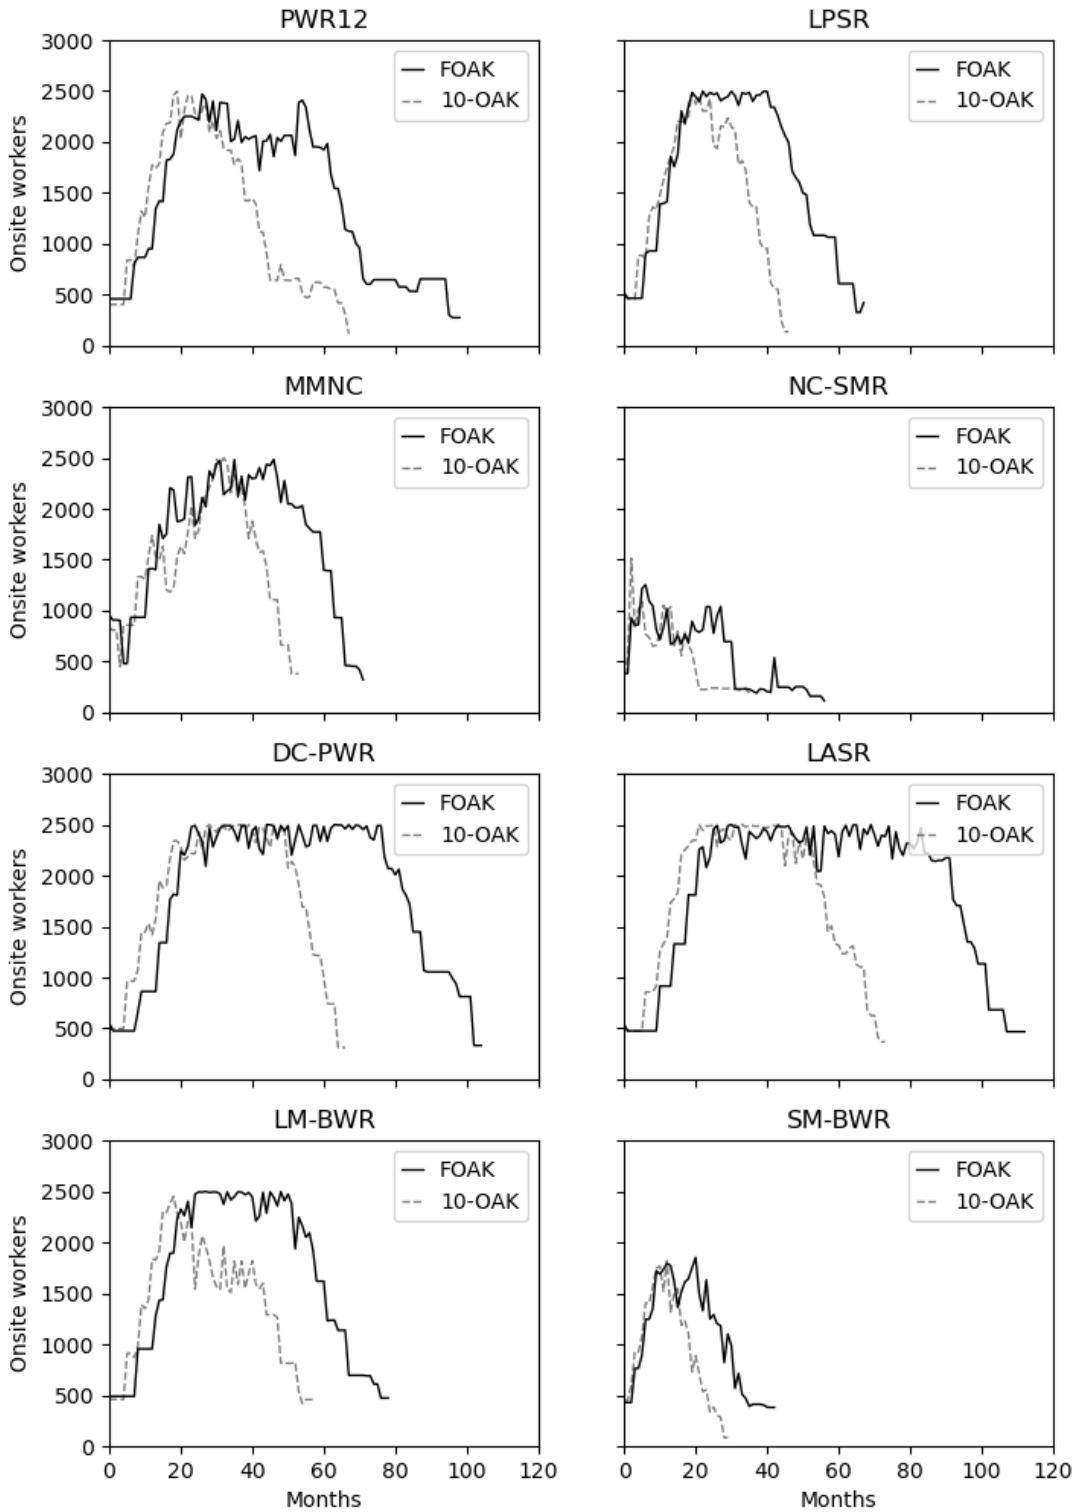 PWR12
LPSR
3000
2500
2000
1500
1000
500
0
Onsite workers
FOAK
10-OAK
FOAK
10-OAK
MMNC
NC-SMR
3000
2500
2000
1500
1000
500
0
Onsite workers
FOAK
10-OAK
FOAK
10-OAK
DC-PWR
LASR
3000
2500
2000
1500
1000
500
0
Onsite workers
FOAK
10-OAK
FOAK
10-OAK
LM-BWR
SM-BWR
3000
2500
2000
1500
1000
500
0
Onsite workers
FOAK
10-OAK
FOAK
10-OAK
0 20 40 60 80 100 120
0 20 40 60 80 100 120
Months
Months